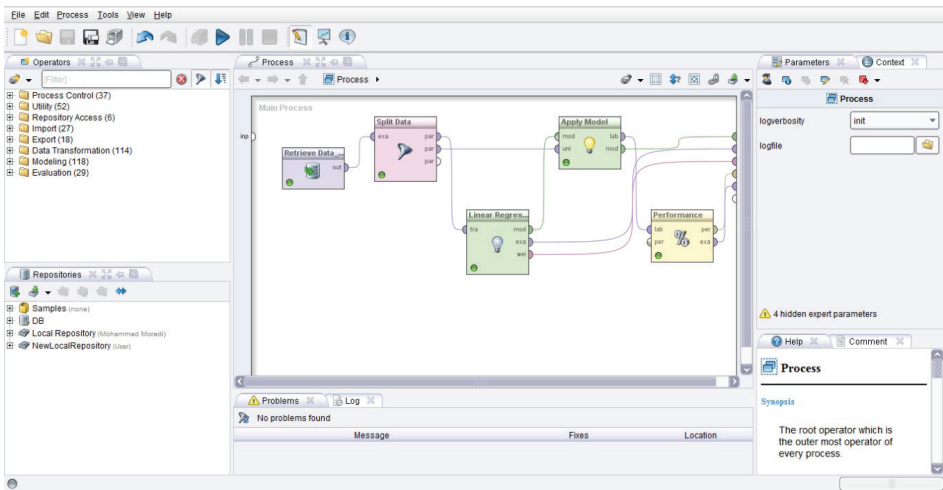 File Edit Process Tools View Help
Operators
[Filter]
Process Control (37)
Utility (52)
Repository Access (6)
Import (27)
Export (18)
Data Transformation (114)
Modeling (118)
Evaluation (29)
Repositories
Samples (none)
DB
Local Repository (Mohammad Moradi)
NewLocalRepository (User)
Process
Process
Main Process
inp
Retrieve Data_...
out
Split Data
exa par
par
par
Apply Model
mod lab
unl mod
Linear Regres...
tra mod
exa
wei
Performance
lab per
per exa
%
Problems Log
No problems found
Message Fixes Location
Parameters Context
Process
logverbosity init
logfile
4 hidden expert parameters
Help Comment
Process
Synopsis
The root operator which is
the outer most operator of
every process.